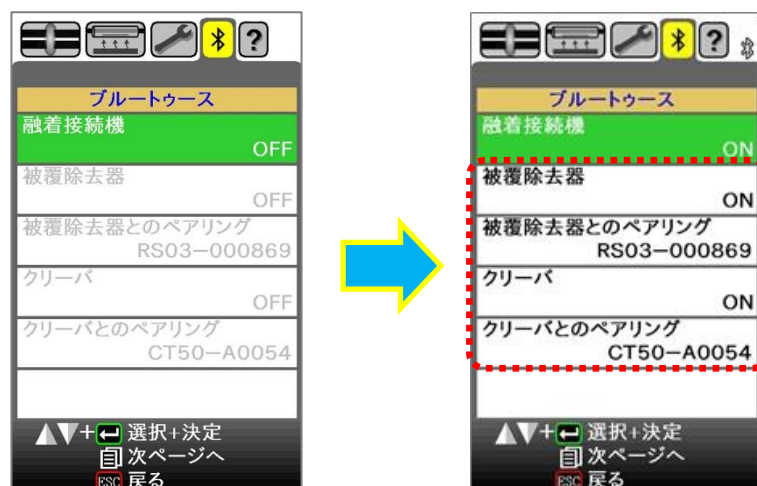 ?
ブルートゥース
融着接続機
OFF
被覆除去器
OFF
被覆除去器とのペアリング
RS03-000869
クリーバ
OFF
クリーバとのペアリング
CT50-A0054
+ 選択+決定
次ページへ
ESC 戻る
?
ブルートゥース
融着接続機
ON
被覆除去器
ON
被覆除去器とのペアリング
RS03-000869
クリーバ
ON
クリーバとのペアリング
CT50-A0054
+ 選択+決定
次ページへ
ESC 戻る